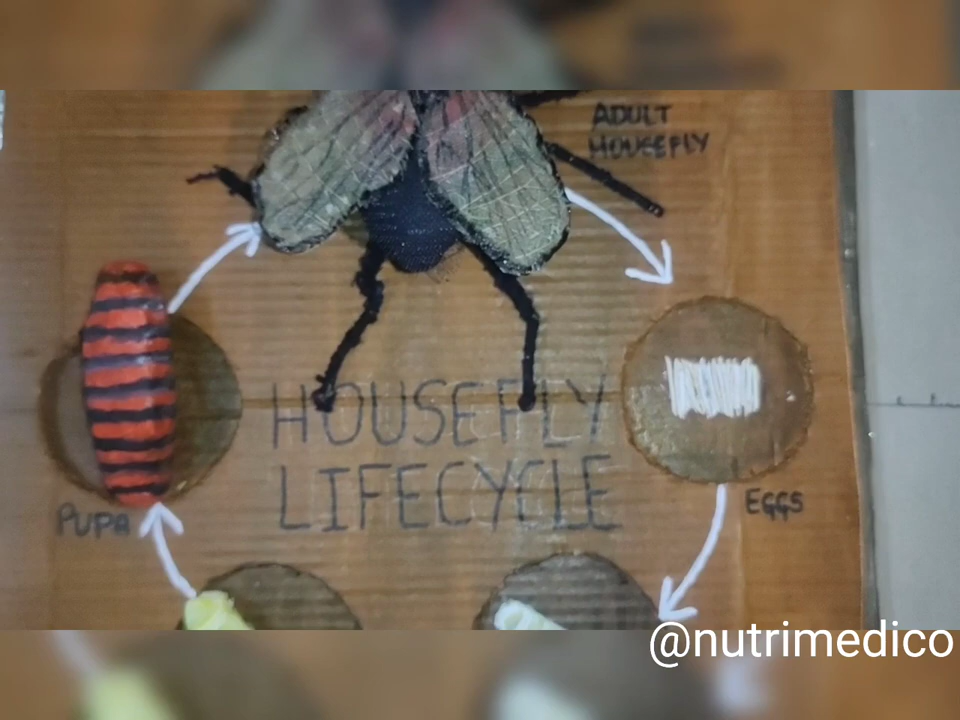 ADULT
HOUSEFLY
HOUSEFLY
LIFECYCLE
PUPA
EGGS
@nutrimedico